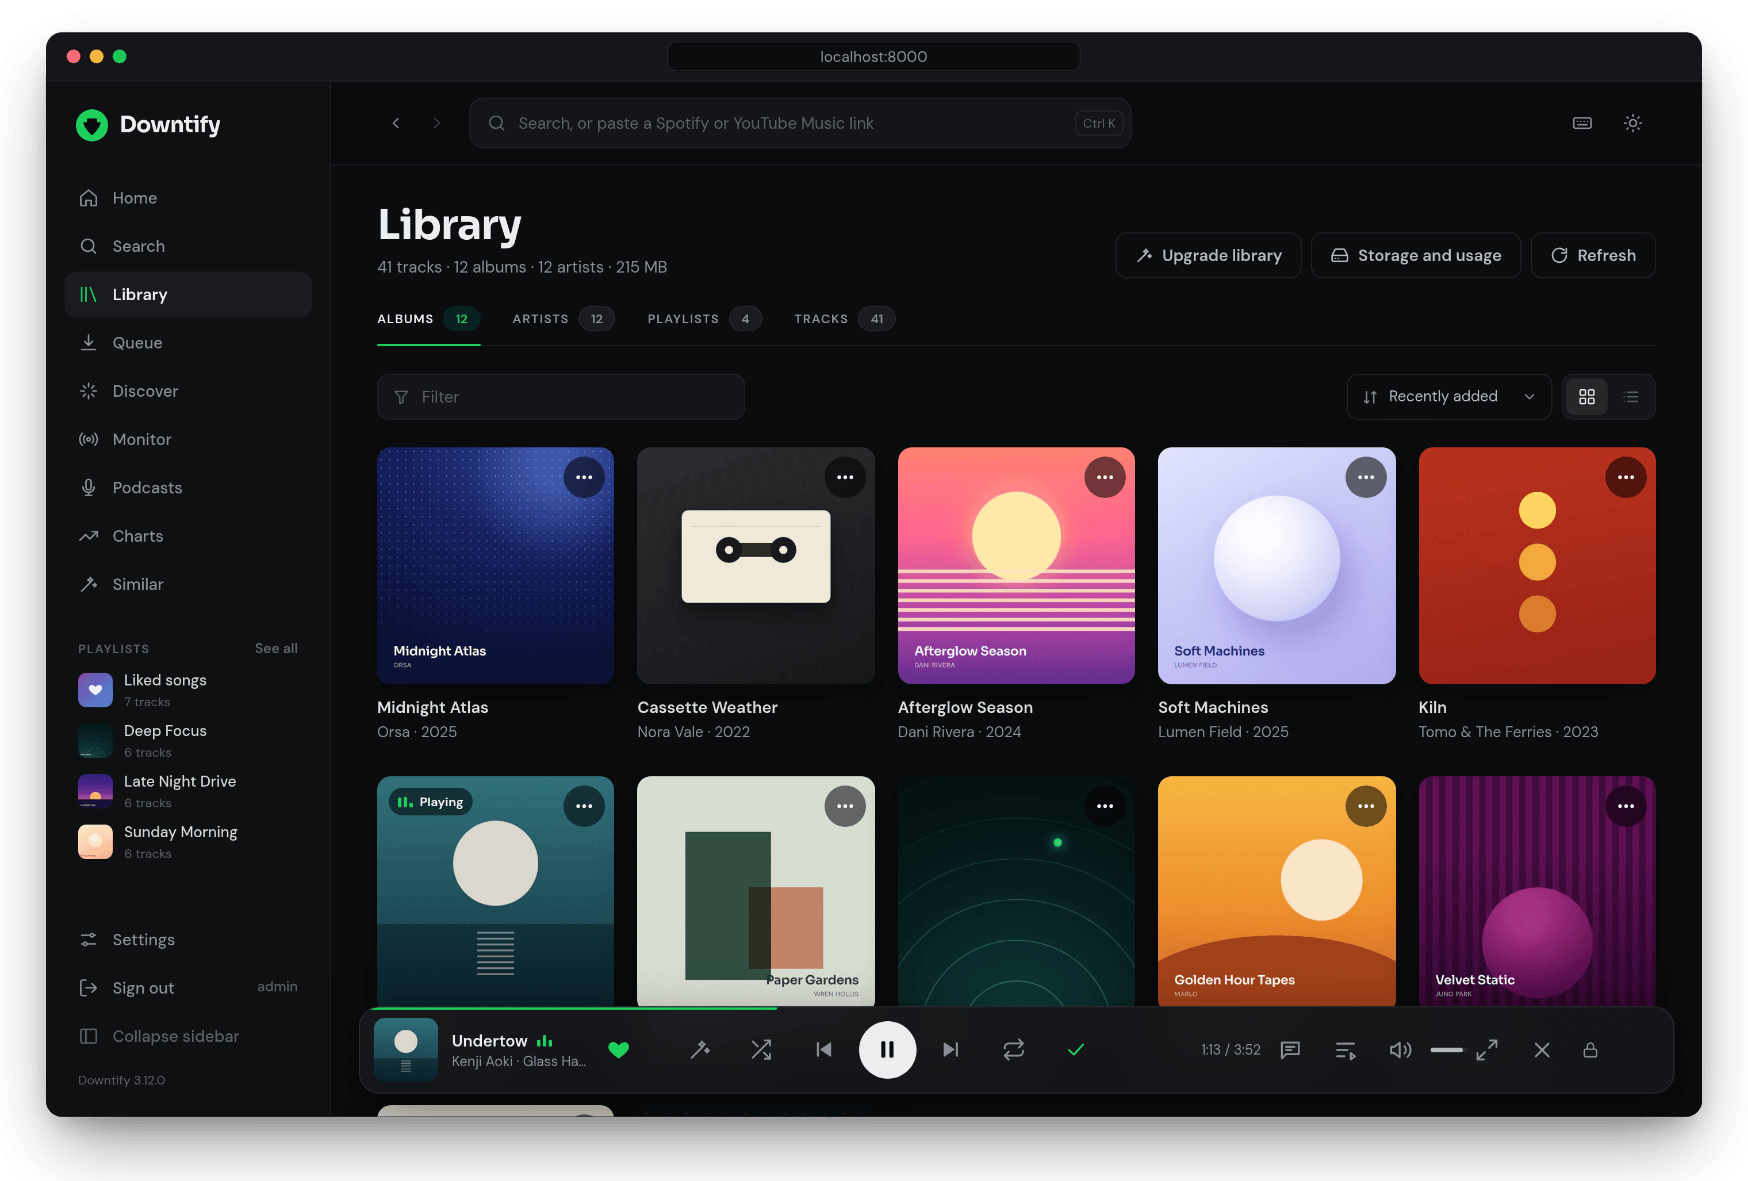 localhost:8000
Downtify
Search, or paste a Spotify or YouTube Music link
Ctrl K
Home
Search
Library
Queue
Discover
Monitor
Podcasts
Charts
Similar
PLAYLISTS
See all
Liked songs
7 tracks
Deep Focus
6 tracks
Late Night Drive
6 tracks
Sunday Morning
6 tracks
Settings
Sign out
admin
Collapse sidebar
Downtify 3.12.0
Library
41 tracks · 12 albums · 12 artists · 215 MB
Upgrade library
Storage and usage
Refresh
ALBUMS 12
ARTISTS 12
PLAYLISTS 4
TRACKS 41
Filter
Recently added
Midnight Atlas
ORSA
Midnight Atlas
Orsa · 2025
Cassette Weather
Nora Vale · 2022
Afterglow Season
DANI RIVERA
Afterglow Season
Dani Rivera · 2024
Soft Machines
LUMEN FIELD
Soft Machines
Lumen Field · 2025
Kiln
Tomo & The Ferries · 2023
Playing
Paper Gardens
WREN HOLLIS
Golden Hour Tapes
MARLO
Velvet Static
JUNO PARK
Undertow
Kenji Aoki · Glass Ha...
1:13 / 3:52